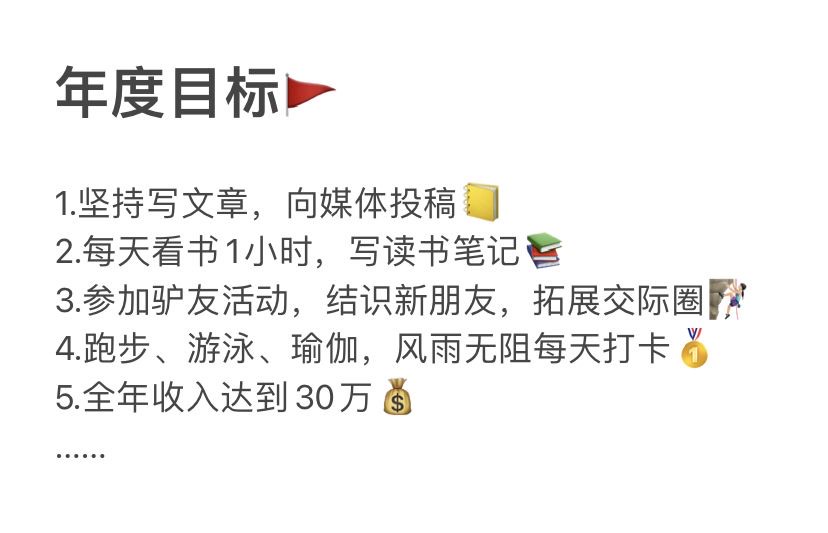 年度目标🚩
1.坚持写文章，向媒体投稿📒
2.每天看书1小时，写读书笔记📚
3.参加驴友活动，结识新朋友，拓展交际圈🧗‍♀️
4.跑步、游泳、瑜伽，风雨无阻每天打卡🏅
5.全年收入达到30万💰
……